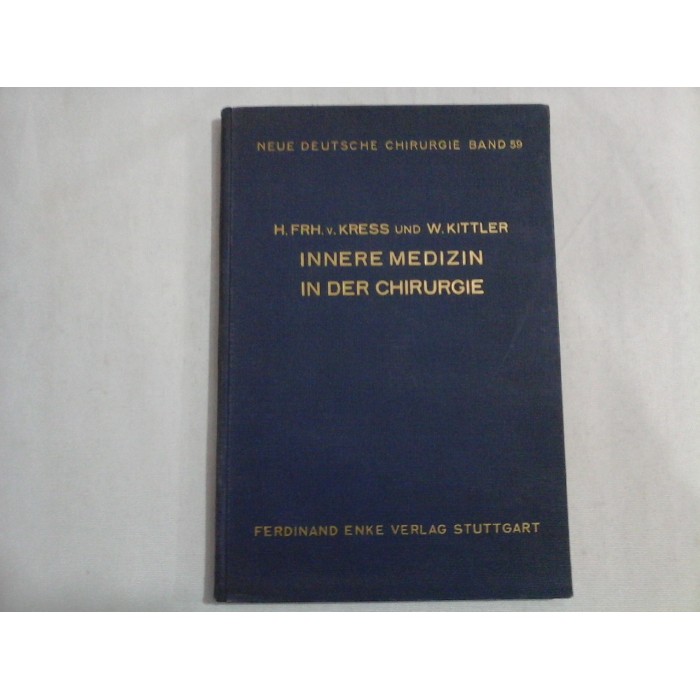 NEUE DEUTSCHE CHIRURGIE BAND 59
H. FRH. v. KRESS UND W. KITTLER
INNERE MEDIZIN
IN DER CHIRURGIE
FERDINAND ENKE VERLAG STUTTGART